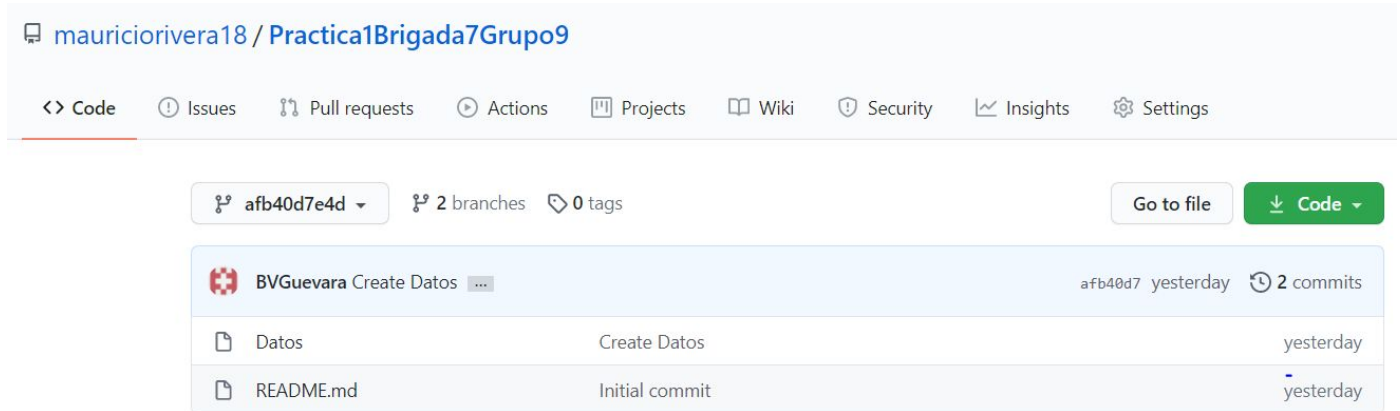 mauriciorivera18 / Practica1Brigada7Grupo9
<> Code Issues Pull requests Actions Projects Wiki Security Insights Settings
afb40d7e4d 2 branches 0 tags Go to file Code
BVGuevara Create Datos ... afb40d7 yesterday 2 commits
Datos Create Datos yesterday
README.md Initial commit yesterday